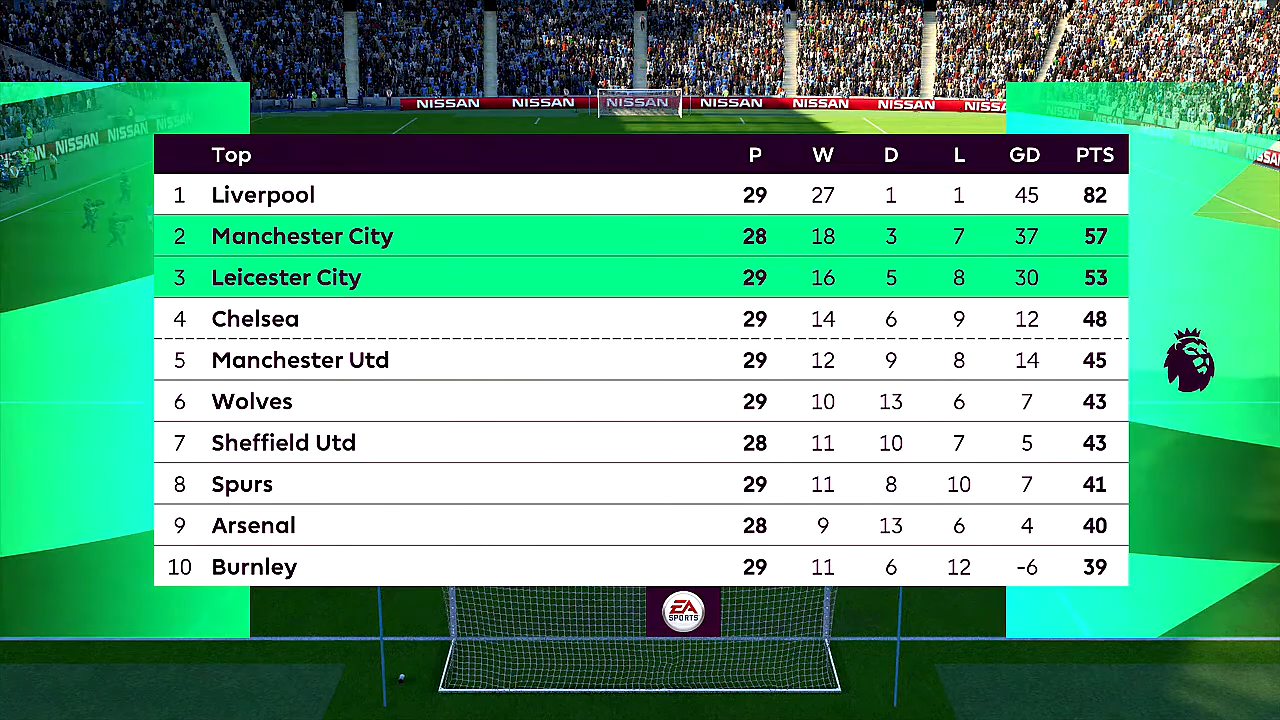 NISSAN NISSAN NISSAN NISSAN NISSAN NISSAN NISSAN
NISSAN NISSAN NISSAN
Top P W D L GD PTS
1 Liverpool 29 27 1 1 45 82
2 Manchester City 28 18 3 7 37 57
3 Leicester City 29 16 5 8 30 53
4 Chelsea 29 14 6 9 12 48
5 Manchester Utd 29 12 9 8 14 45
6 Wolves 29 10 13 6 7 43
7 Sheffield Utd 28 11 10 7 5 43
8 Spurs 29 11 8 10 7 41
9 Arsenal 28 9 13 6 4 40
10 Burnley 29 11 6 12 -6 39
EA
SPORTS